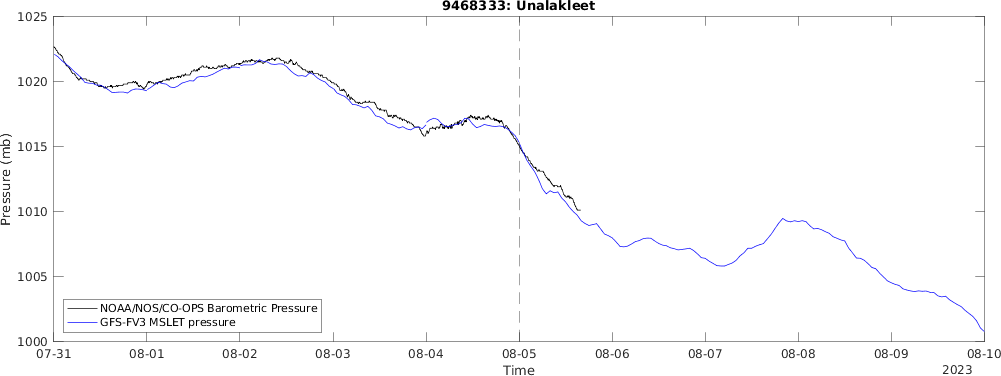 9468333: Unalakleet
Pressure (mb)
1025
1020
1015
1010
1005
1000
NOAA/NOS/CO-OPS Barometric Pressure
GFS-FV3 MSLET pressure
07-31 08-01 08-02 08-03 08-04 08-05 08-06 08-07 08-08 08-09 08-10
Time
2023